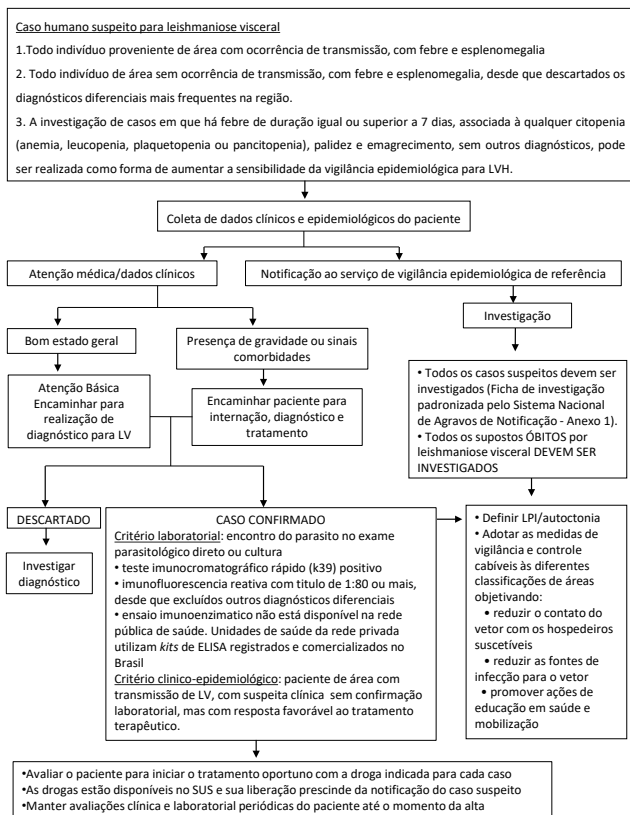 Caso humano suspeito para leishmaniose visceral
1.Todo indivíduo proveniente de área com ocorrência de transmissão, com febre e esplenomegalia
2. Todo indivíduo de área sem ocorrência de transmissão, com febre e esplenomegalia, desde que descartados os
diagnósticos diferenciais mais frequentes na região.
3. A investigação de casos em que há febre de duração igual ou superior a 7 dias, associada à qualquer citopenia
(anemia, leucopenia, plaquetopenia ou pancitopenia), palidez e emagrecimento, sem outros diagnósticos, pode
ser realizada como forma de aumentar a sensibilidade da vigilância epidemiológica para LVH.
Coleta de dados clínicos e epidemiológicos do paciente
Atenção médica/dados clínicos
Notificação ao serviço de vigilância epidemiológica de referência
Bom estado geral
Presença de gravidade ou sinais
comorbidades
Investigação
Atenção Básica
Encaminhar para
realização de
diagnóstico para LV
Encaminhar paciente para
internação, diagnóstico e
tratamento
• Todos os casos suspeitos devem ser
investigados (Ficha de investigação
padronizada pelo Sistema Nacional
de Agravos de Notificação - Anexo 1).
• Todos os supostos ÓBITOS por
leishmaniose visceral DEVEM SER
INVESTIGADOS
DESCARTADO
Investigar
diagnóstico
CASO CONFIRMADO
Critério laboratorial: encontro do parasito no exame
parasitológico direto ou cultura
• teste imunocromatográfico rápido (k39) positivo
• imunofluorescencia reativa com titulo de 1:80 ou mais,
desde que excluídos outros diagnósticos diferenciais
• ensaio imunoenzimatico não está disponível na rede
pública de saúde. Unidades de saúde da rede privada
utilizam kits de ELISA registrados e comercializados no
Brasil
Critério clinico-epidemiológico: paciente de área com
transmissão de LV, com suspeita clínica sem confirmação
laboratorial, mas com resposta favorável ao tratamento
terapêutico.
• Definir LPI/autoctonia
• Adotar as medidas de
vigilância e controle
cabíveis às diferentes
classificações de áreas
objetivando:
• reduzir o contato do
vetor com os hospedeiros
suscetíveis
• reduzir as fontes de
infecção para o vetor
• promover ações de
educação em saúde e
mobilização
•Avaliar o paciente para iniciar o tratamento oportuno com a droga indicada para cada caso
•As drogas estão disponíveis no SUS e sua liberação prescinde da notificação do caso suspeito
•Manter avaliações clínica e laboratorial periódicas do paciente até o momento da alta